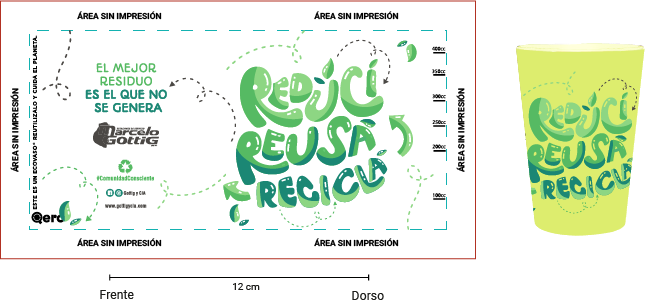 ÁREA SIN IMPRESIÓN
ÁREA SIN IMPRESIÓN
ÁREA SIN IMPRESIÓN
ESTE ES UN ECOVASO® REUTILIZALO Y CUIDA EL PLANETA.
EL MEJOR
RESIDUO
ES EL QUE NO
SE GENERA
Marcelo
Gottig
#ComunidadConsciente
Gottig y CIA
www.gottigycia.com
Qero
REDUCÍ
REUSÁ
RECICLÁ
400cc
350cc
300cc
250cc
200cc
100cc
ÁREA SIN IMPRESIÓN
ÁREA SIN IMPRESIÓN
ÁREA SIN IMPRESIÓN
12 cm
Frente
Dorso
REDUCÍ
REUSÁ
RECICLÁ